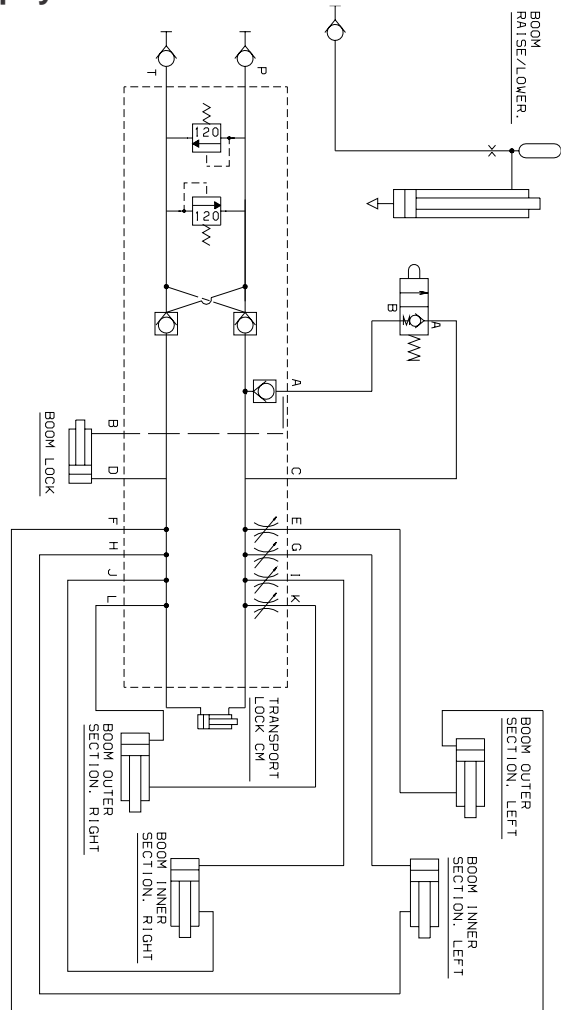 BOOM
RAISE/LOWER.
T
P
120
120
B
A
A
B
BOOM LOCK
D
C
F
E
H
G
J
I
L
K
TRANSPORT
LOCK CM
BOOM OUTER
SECTION. LEFT
BOOM OUTER
SECTION. RIGHT
BOOM INNER
SECTION. RIGHT
BOOM INNER
SECTION. LEFT